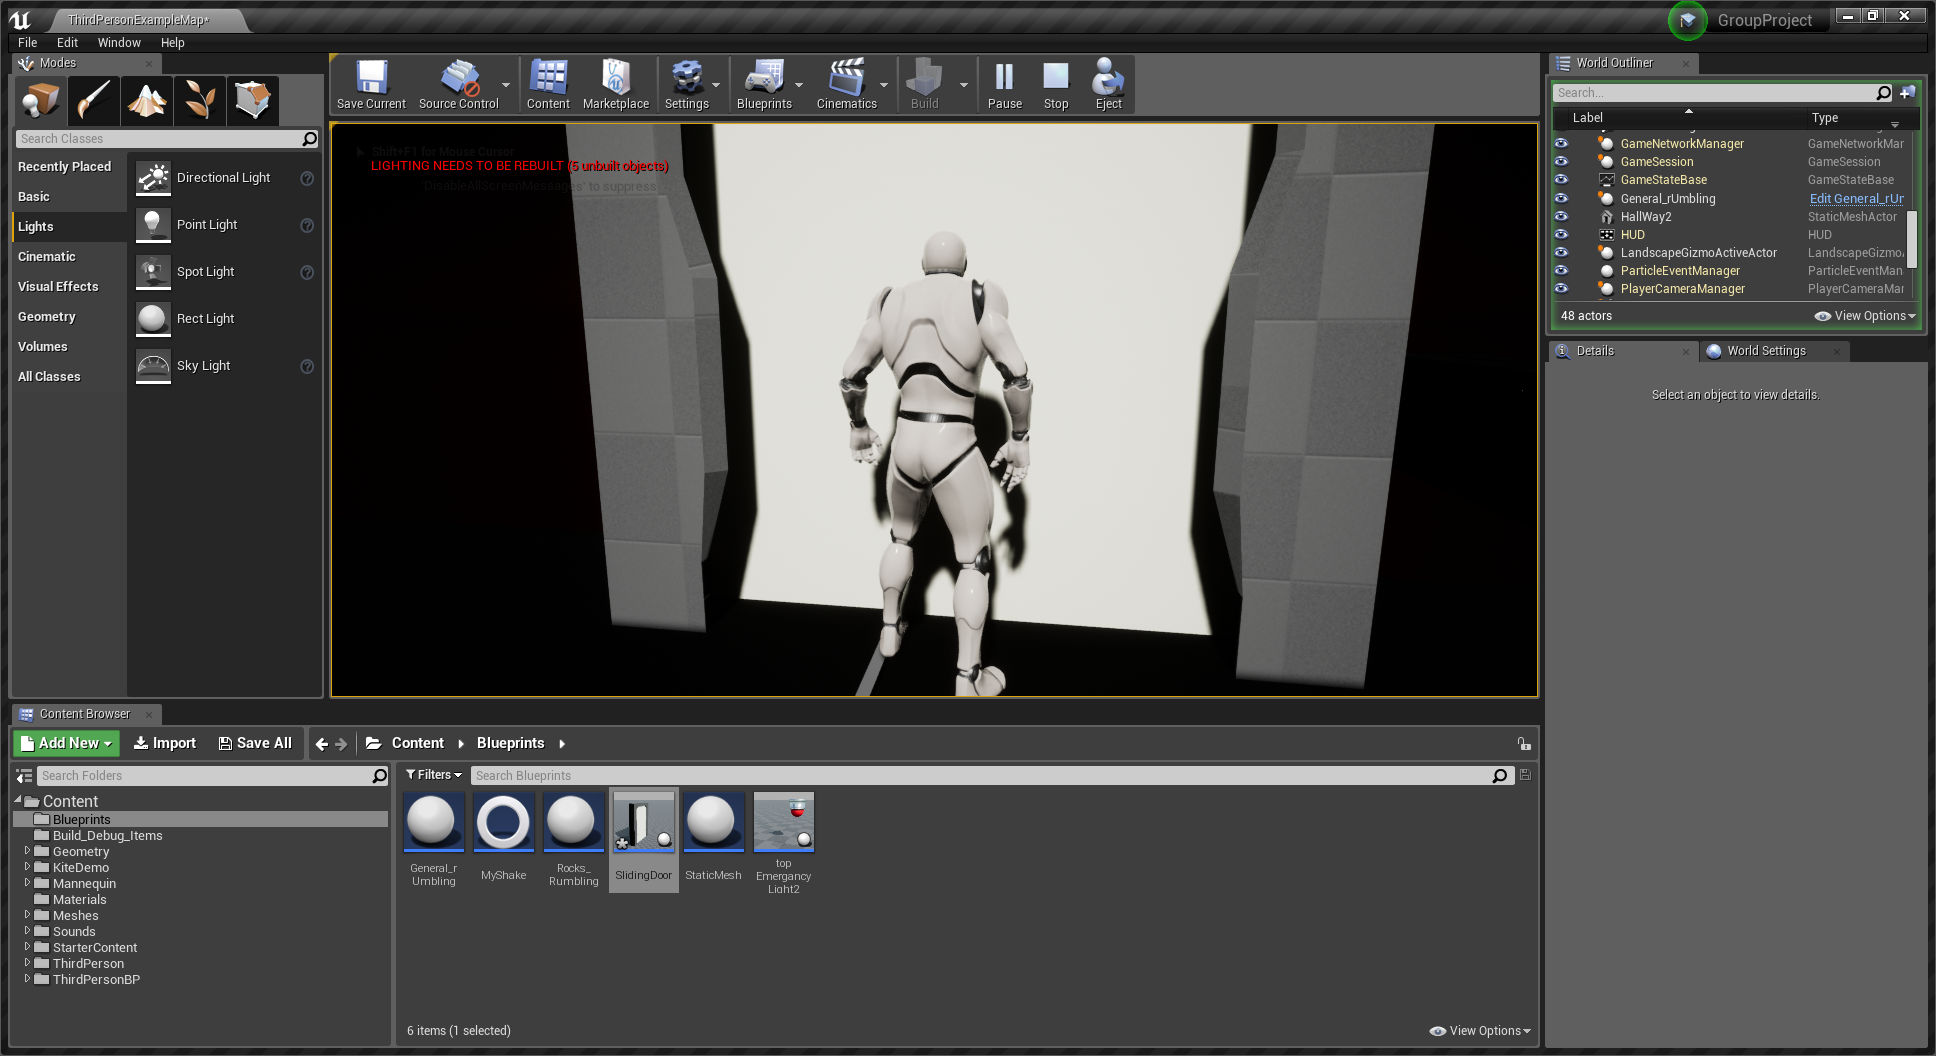 ThirdPersonExampleMap*
GroupProject
File Edit Window Help
Modes
Search Classes
Recently Placed
Basic
Lights
Cinematic
Visual Effects
Geometry
Volumes
All Classes
Directional Light
Point Light
Spot Light
Rect Light
Sky Light
Save Current
Source Control
Content
Marketplace
Settings
Blueprints
Cinematics
Build
Pause
Stop
Eject
Shift+F1 for Mouse Cursor
LIGHTING NEEDS TO BE REBUILT (5 unbuilt objects)
'DisableAllScreenMessages' to suppress
World Outliner
Search...
Label Type
GameNetworkManager GameNetworkMar
GameSession GameSession
GameStateBase GameStateBase
General_rUmbling Edit General_rUr
HallWay2 StaticMeshActor
HUD HUD
LandscapeGizmoActiveActor LandscapeGizmo
ParticleEventManager ParticleEventMan
PlayerCameraManager PlayerCameraMar
48 actors View Options
Details
World Settings
Select an object to view details.
Content Browser
Add New Import Save All Content Blueprints
Search Folders
Content
Blueprints
Build_Debug_Items
Geometry
KiteDemo
Mannequin
Materials
Meshes
Sounds
StarterContent
ThirdPerson
ThirdPersonBP
Filters
Search Blueprints
General_r
Umbling
MyShake
Rocks_
Rumbling
SlidingDoor
StaticMesh
top
Emergancy
Light2
6 items (1 selected)
View Options